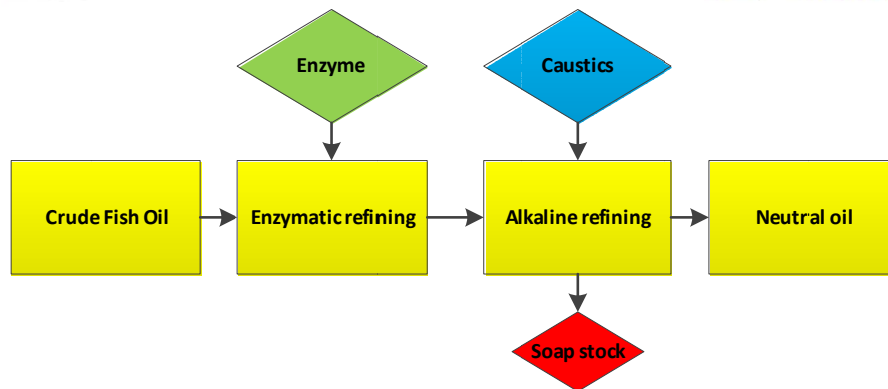 Enzyme
Caustics
Crude Fish Oil
Enzymatic refining
Alkaline refining
Neutral oil
Soap stock